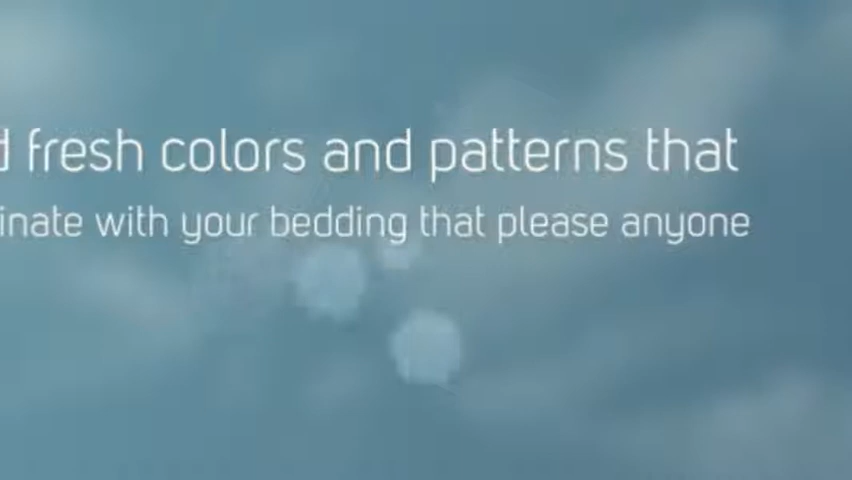 fresh colors and patterns that
with your bedding that please anyone